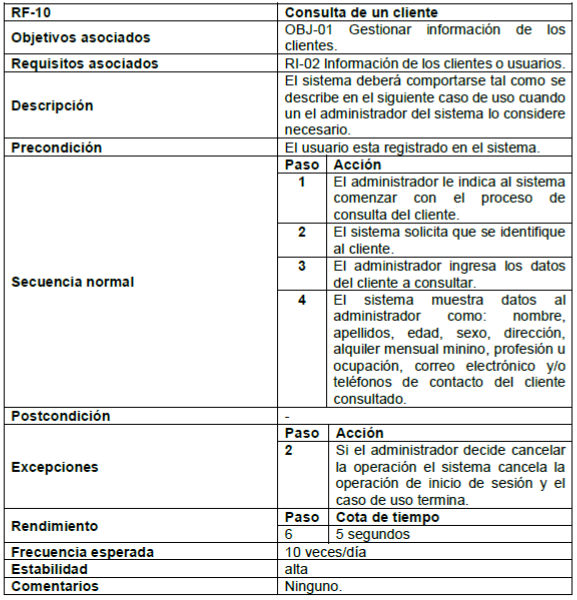 RF-10 Consulta de un cliente
Objetivos asociados OBJ-01 Gestionar información de los
clientes.
Requisitos asociados RI-02 Información de los clientes o usuarios.
Descripción El sistema deberá comportarse tal como se
describe en el siguiente caso de uso cuando
un el administrador del sistema lo considere
necesario.
Precondición El usuario esta registrado en el sistema.
Secuencia normal
Paso Acción
1 El administrador le indica al sistema
comenzar con el proceso de
consulta del cliente.
2 El sistema solicita que se identifique
al cliente.
3 El administrador ingresa los datos
del cliente a consultar.
4 El sistema muestra datos al
administrador como: nombre,
apellidos, edad, sexo, dirección,
alquiler mensual minino, profesión u
ocupación, correo electrónico y/o
teléfonos de contacto del cliente
consultado.
Postcondición -
Excepciones
Paso Acción
2 Si el administrador decide cancelar
la operación el sistema cancela la
operación de inicio de sesión y el
caso de uso termina.
Rendimiento
Paso Cota de tiempo
6 5 segundos
Frecuencia esperada 10 veces/día
Estabilidad alta
Comentarios Ninguno.